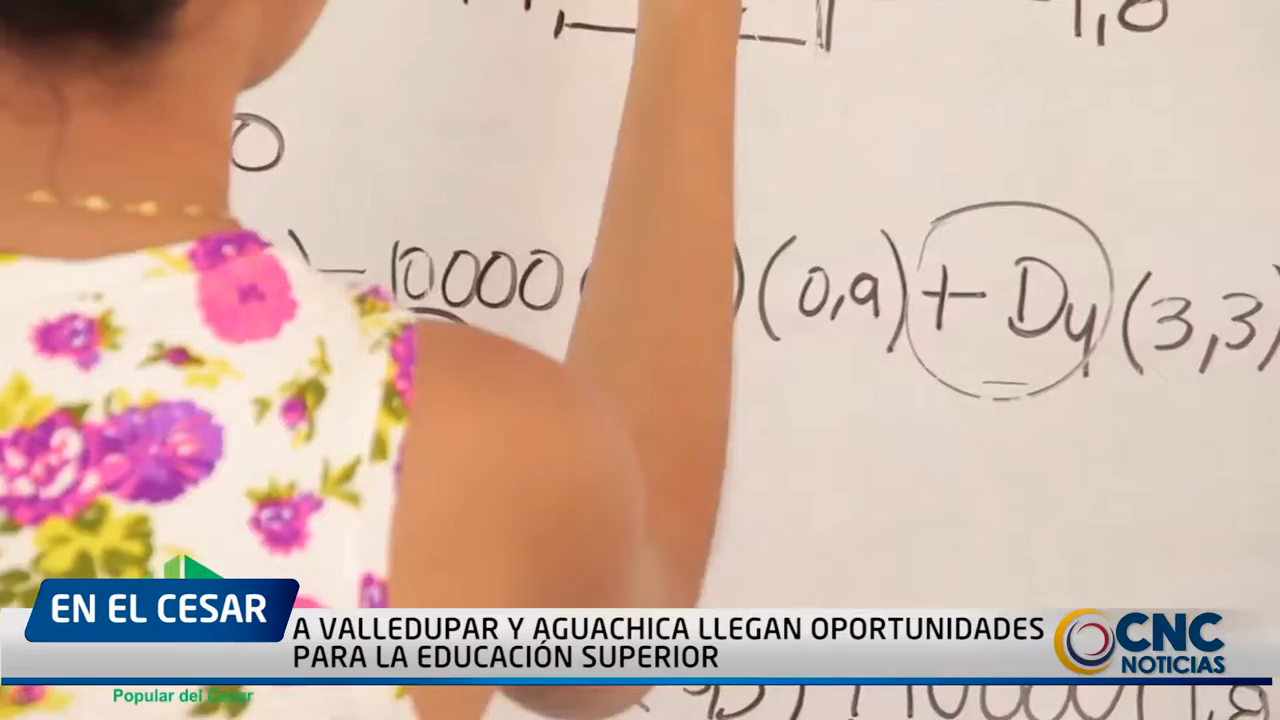 1,8
0
) – 10000 ( ) (0,9) + Dy (3,3)
EN EL CESAR
A VALLEDUPAR Y AGUACHICA LLEGAN OPORTUNIDADES
PARA LA EDUCACIÓN SUPERIOR
CNC
NOTICIAS
Popular del Cesar